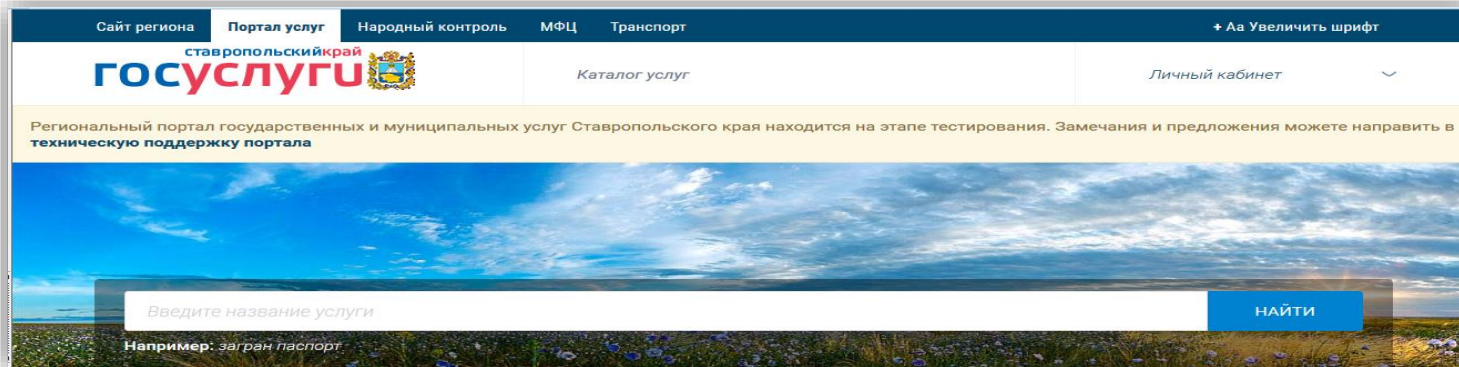 Сайт региона Портал услуг Народный контроль МФЦ Транспорт + Aa Увеличить шрифт
ставропольскийкрай
госуслуги
Каталог услуг Личный кабинет
Региональный портал государственных и муниципальных услуг Ставропольского края находится на этапе тестирования. Замечания и предложения можете направить в
техническую поддержку портала
Введите название услуги НАЙТИ
Например: загран паспорт